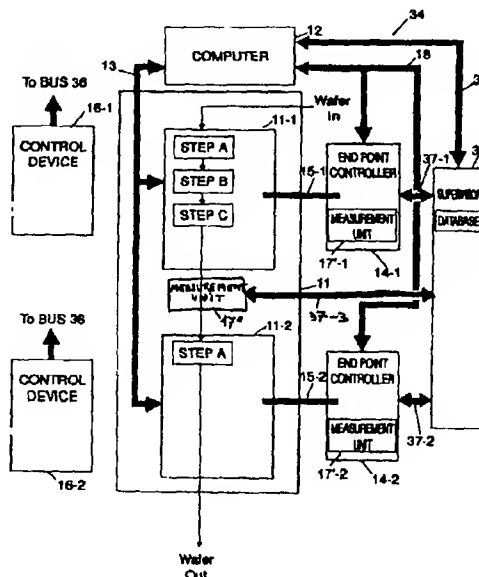 12
34
COMPUTER
18
13
To BUS 36
16-1
CONTROL
DEVICE
Wafer
In
11-1
STEP A
STEP B
STEP C
15-1
END POINT
CONTROLLER
MEASUREMENT
UNIT
17'-1
14-1
37-1
SUPERVISOR
DATABASE
MEASUREMENT
UNIT
17"
11
37-3
11-2
To BUS 36
CONTROL
DEVICE
16-2
STEP A
15-2
END POINT
CONTROLLER
MEASUREMENT
UNIT
17'-2
14-2
37-2
Wafer
Out